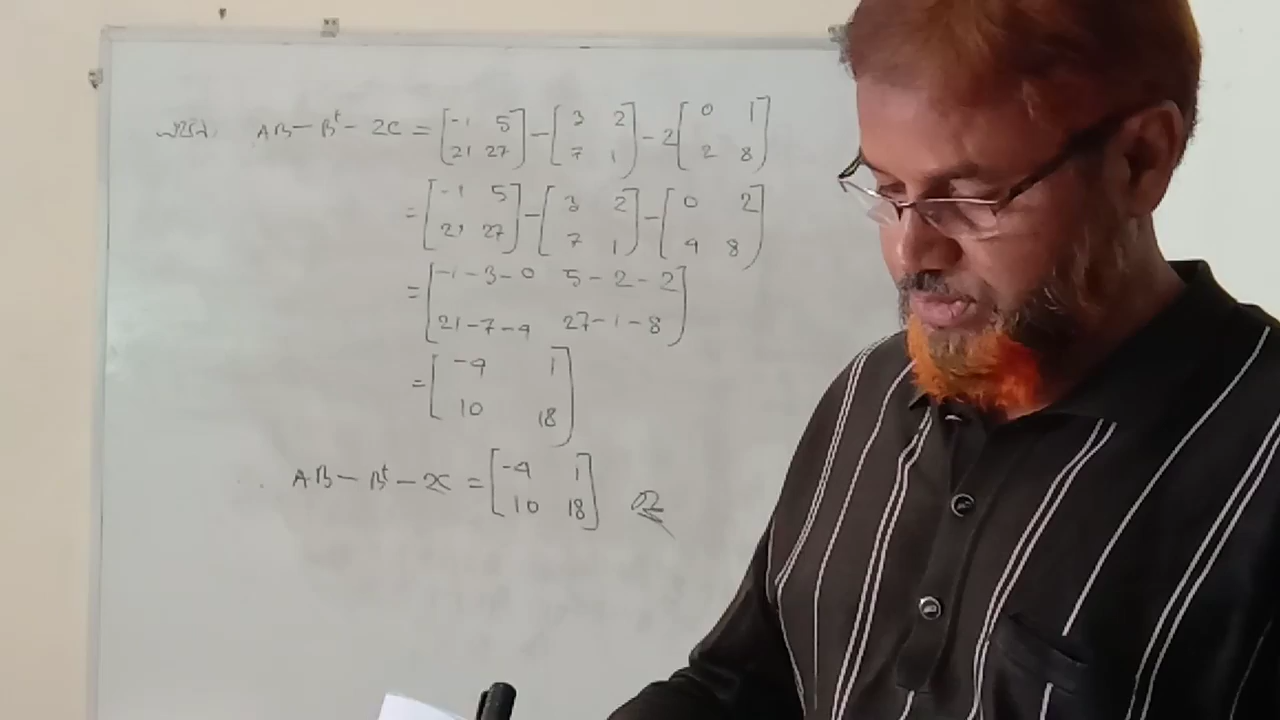 এখন, AB - Bᵗ - 2C = [-1 5; 21 27] - [3 2; 7 1] - 2[0 1; 2 8]
= [-1 5; 21 27] - [3 2; 7 1] - [0 2; 4 8]
= [-1-3-0 5-2-2; 21-7-4 27-1-8]
= [-4 1; 10 18]
∴ AB - Bᵗ - 2C = [-4 1; 10 18]